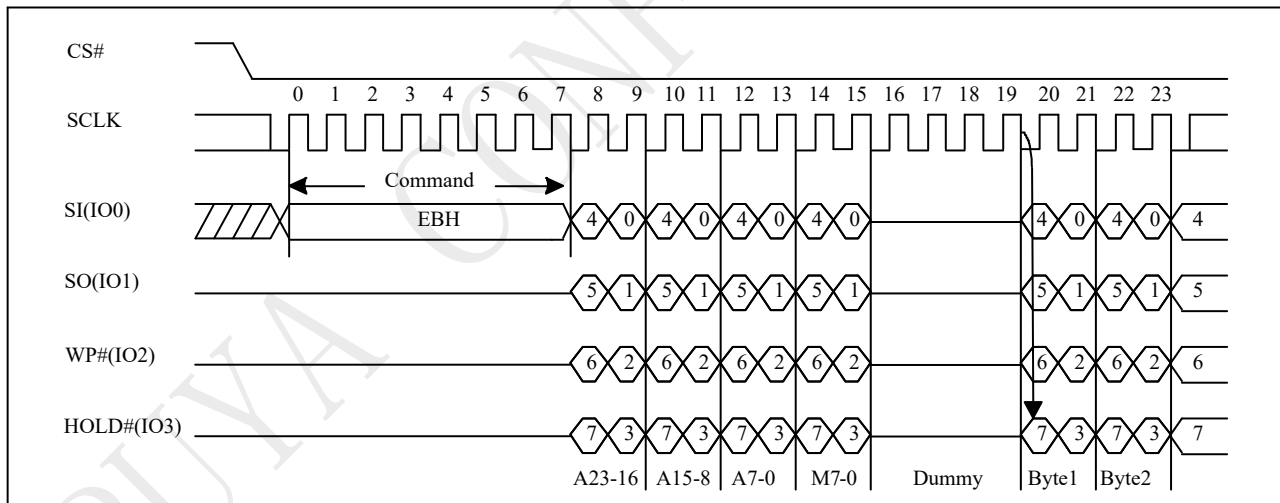 CS#
0 1 2 3 4 5 6 7 8 9 10 11 12 13 14 15 16 17 18 19 20 21 22 23
SCLK
Command
SI(IO0) EBH 4 0 4 0 4 0 4 0 4 0 4 0 4
SO(IO1) 5 1 5 1 5 1 5 1 5 1 5 1 5
WP#(IO2) 6 2 6 2 6 2 6 2 6 2 6 2 6
HOLD#(IO3) 7 3 7 3 7 3 7 3 7 3 7 3 7
A23-16 A15-8 A7-0 M7-0 Dummy Byte1 Byte2